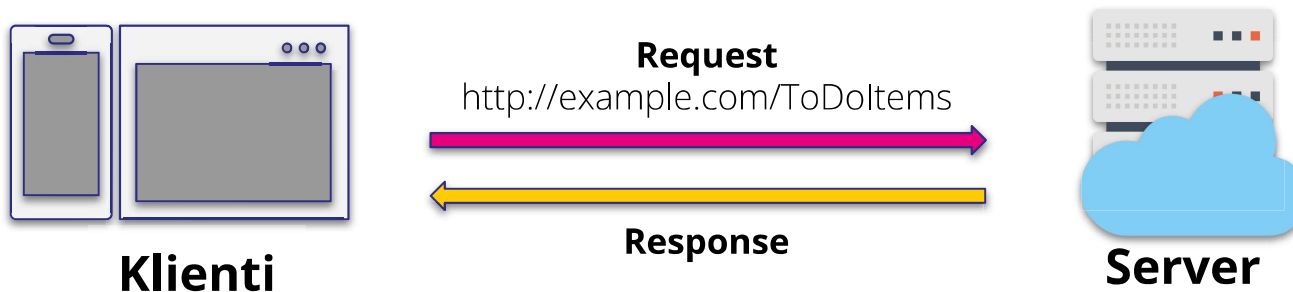 Request
http://example.com/ToDoItems
Response
Klienti
Server